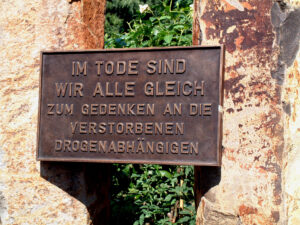 IM TODE SIND
WIR ALLE GLEICH
ZUM GEDENKEN AN DIE
VERSTORBENEN
DROGENABHÄNGIGEN